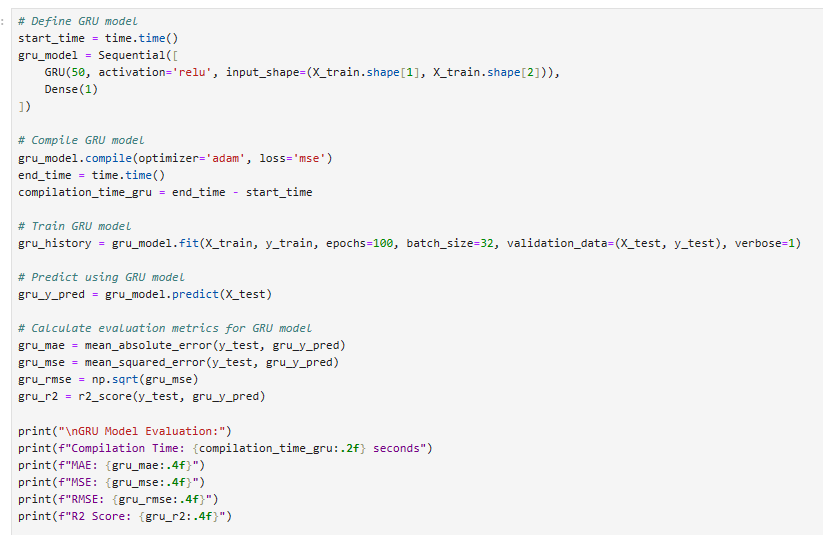 :
# Define GRU model
start_time = time.time()
gru_model = Sequential([
    GRU(50, activation='relu', input_shape=(X_train.shape[1], X_train.shape[2])),
    Dense(1)
])
# Compile GRU model
gru_model.compile(optimizer='adam', loss='mse')
end_time = time.time()
compilation_time_gru = end_time - start_time
# Train GRU model
gru_history = gru_model.fit(X_train, y_train, epochs=100, batch_size=32, validation_data=(X_test, y_test), verbose=1)
# Predict using GRU model
gru_y_pred = gru_model.predict(X_test)
# Calculate evaluation metrics for GRU model
gru_mae = mean_absolute_error(y_test, gru_y_pred)
gru_mse = mean_squared_error(y_test, gru_y_pred)
gru_rmse = np.sqrt(gru_mse)
gru_r2 = r2_score(y_test, gru_y_pred)
print("\nGRU Model Evaluation:")
print(f"Compilation Time: {compilation_time_gru:.2f} seconds")
print(f"MAE: {gru_mae:.4f}")
print(f"MSE: {gru_mse:.4f}")
print(f"RMSE: {gru_rmse:.4f}")
print(f"R2 Score: {gru_r2:.4f}")